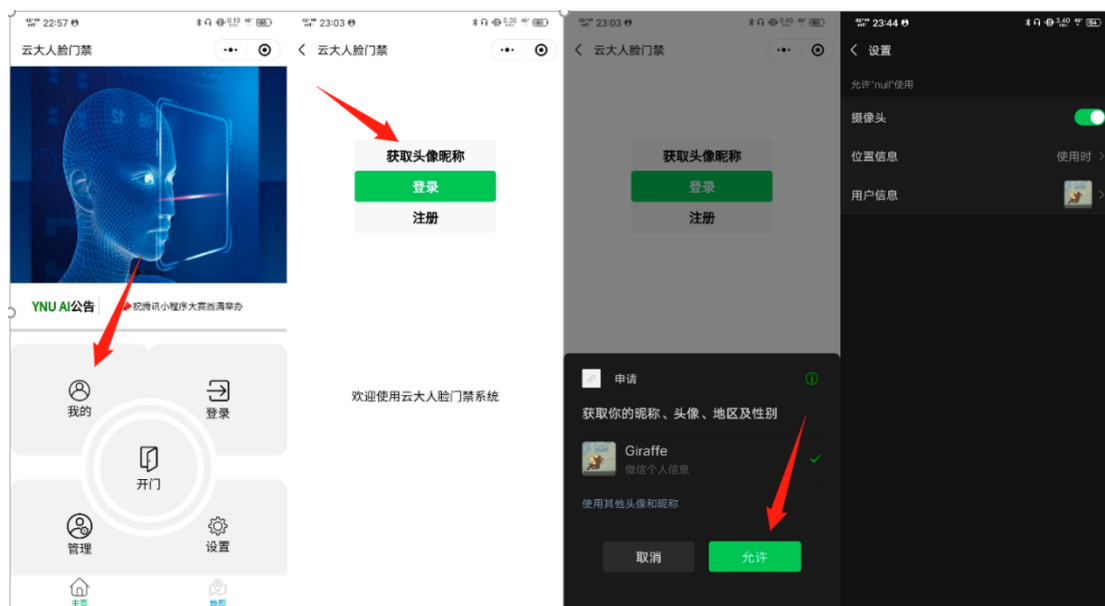 22:57
云大人脸门禁
YNU AI公告
祝腾讯小程序大赛圆满举办
我的
登录
开门
管理
设置
主页
地图
23:03
云大人脸门禁
获取头像昵称
登录
注册
欢迎使用云大人脸门禁系统
23:03
云大人脸门禁
获取头像昵称
登录
注册
申请
获取你的昵称、头像、地区及性别
Giraffe
微信个人信息
使用其他头像和昵称
取消
允许
23:44
设置
允许"null"使用
摄像头
位置信息
使用时
用户信息